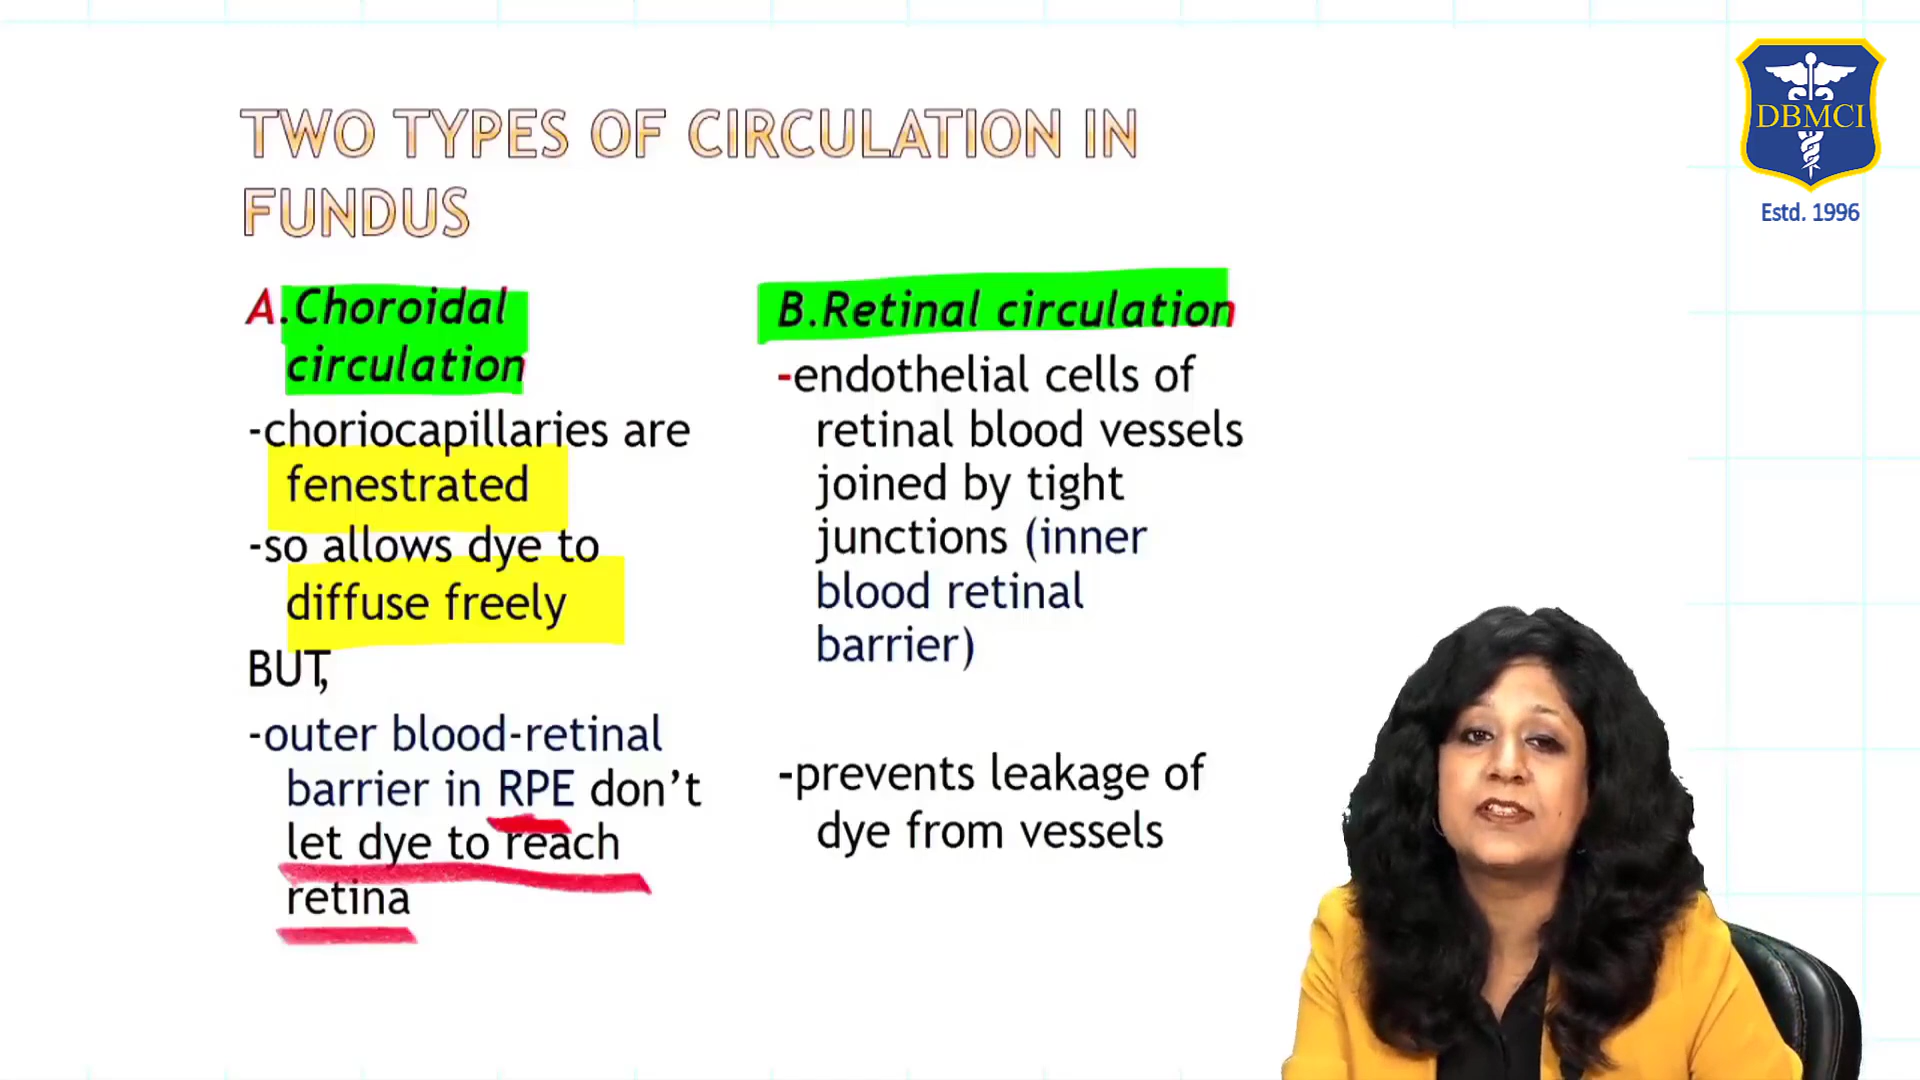 TWO TYPES OF CIRCULATION IN
FUNDUS
A.Choroidal
circulation
-choriocapillaries are
fenestrated
-so allows dye to
diffuse freely
BUT,
-outer blood-retinal
barrier in RPE don't
let dye to reach
retina
B.Retinal circulation
-endothelial cells of
retinal blood vessels
joined by tight
junctions (inner
blood retinal
barrier)
-prevents leakage of
dye from vessels
DBMCI
Estd. 1996